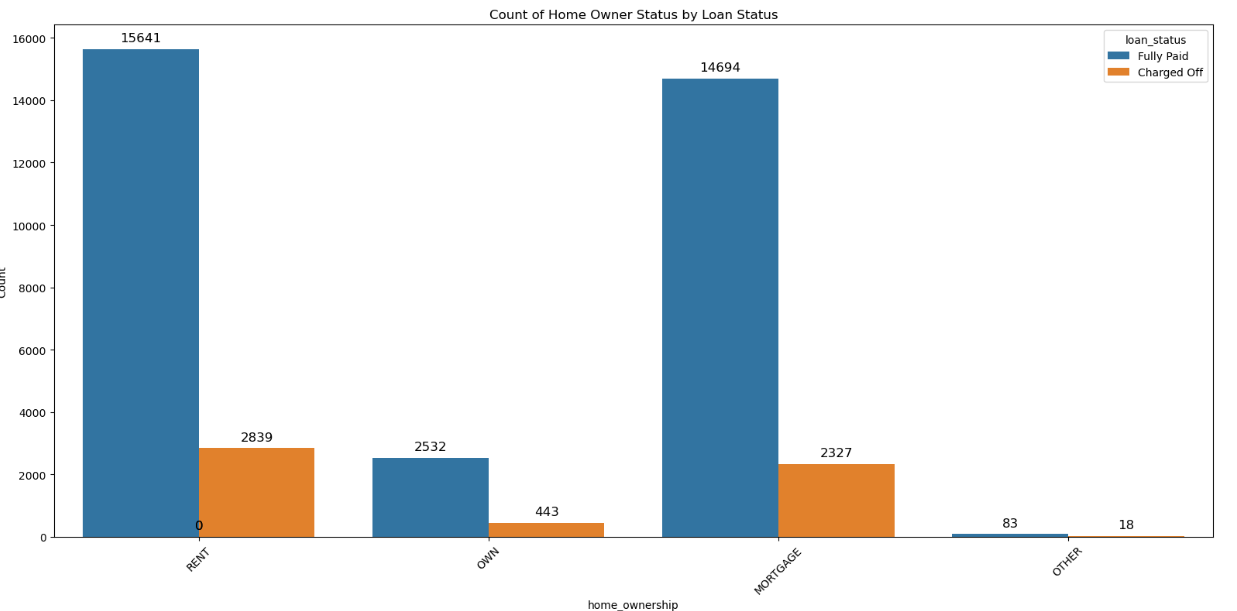 Count of Home Owner Status by Loan Status
16000
14000
12000
10000
8000
6000
4000
2000
0
Count
15641
2839
0
2532
443
14694
2327
83
18
loan_status
Fully Paid
Charged Off
RENT
OWN
MORTGAGE
OTHER
home_ownership